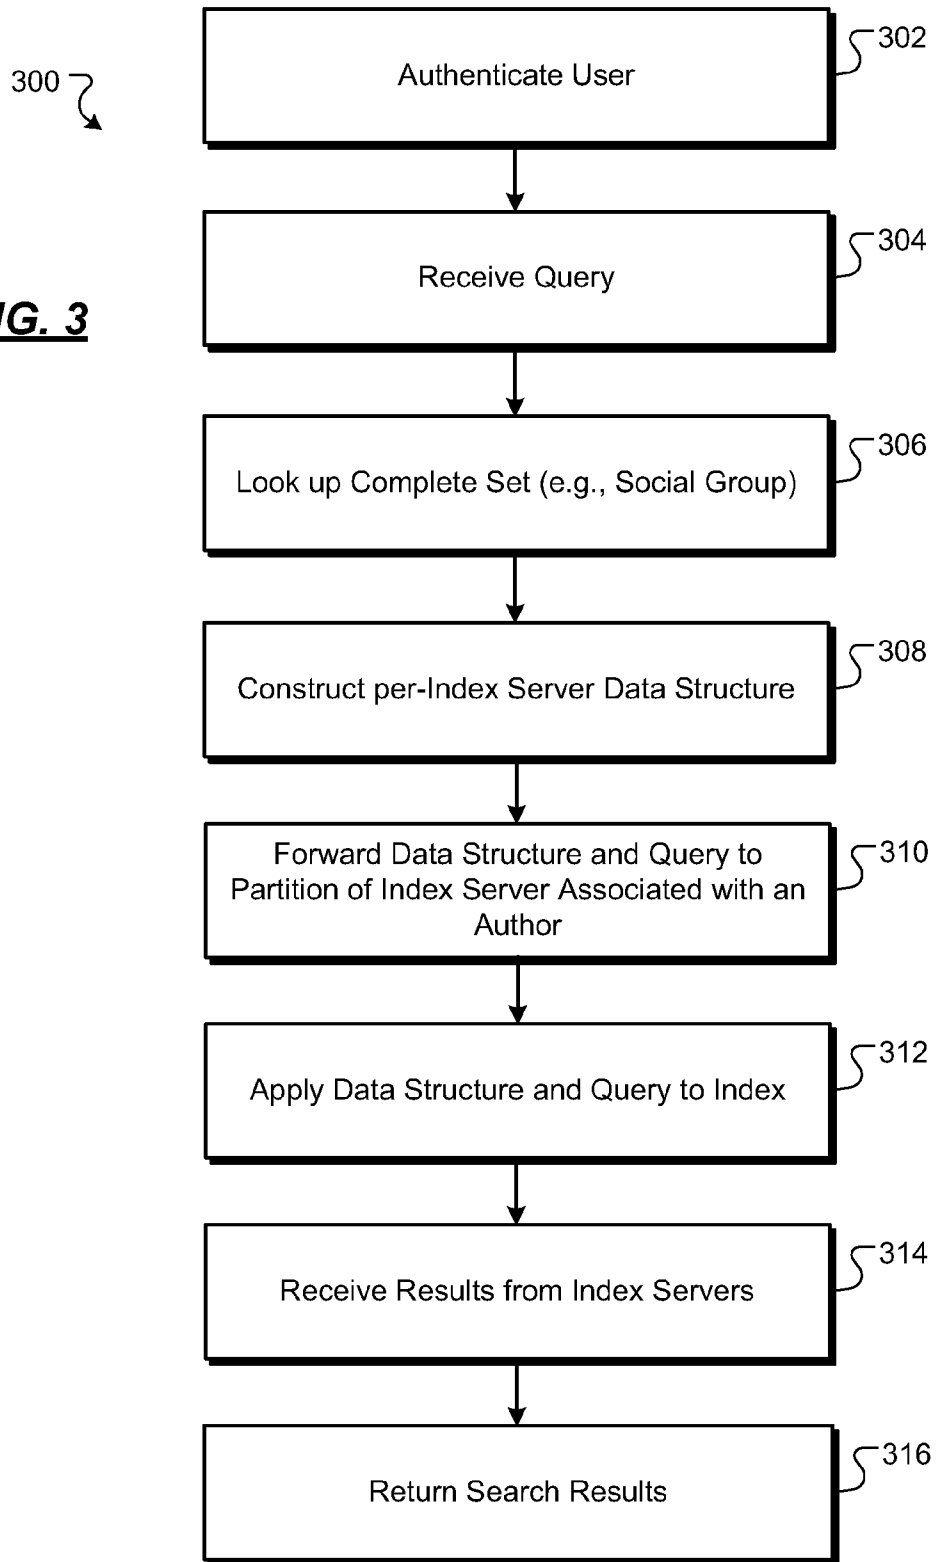 300
Authenticate User
302
Receive Query
304
IG. 3
Look up Complete Set (e.g., Social Group)
306
Construct per-Index Server Data Structure
308
Forward Data Structure and Query to
Partition of Index Server Associated with an
Author
310
Apply Data Structure and Query to Index
312
Receive Results from Index Servers
314
Return Search Results
316